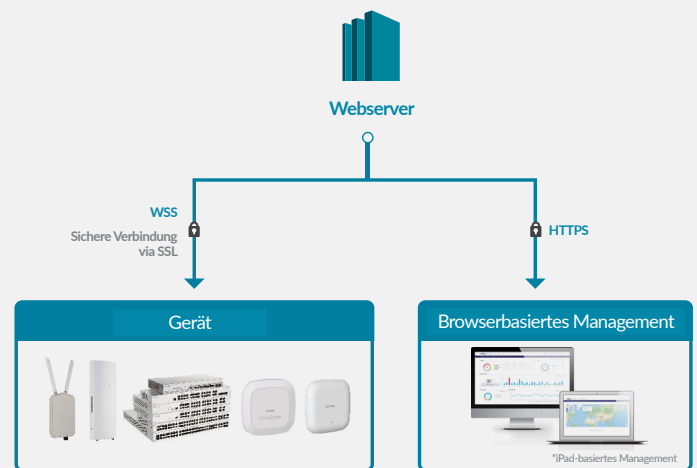 Webserver
WSS
Sichere Verbindung
via SSL
HTTPS
Gerät
Browserbasiertes Management
*iPad-basiertes Management